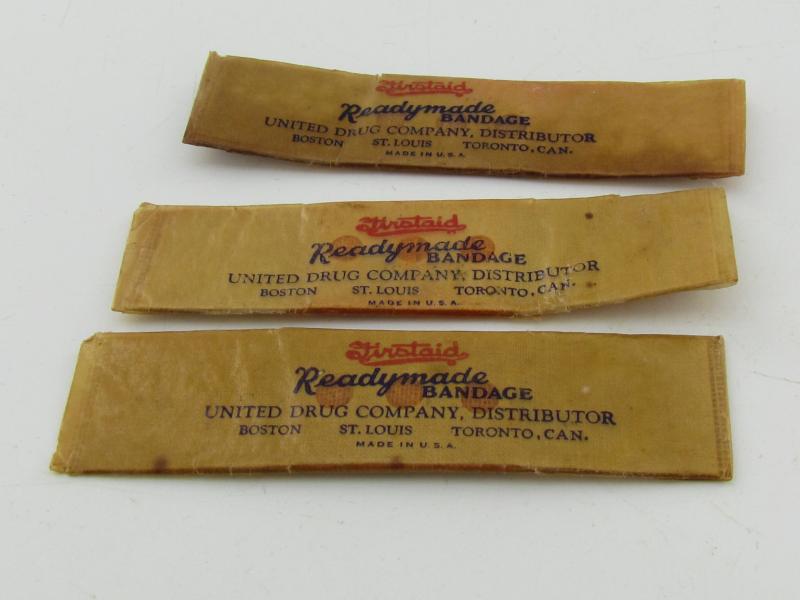 Firstaid
Readymade
BANDAGE
UNITED DRUG COMPANY, DISTRIBUTOR
BOSTON ST. LOUIS TORONTO, CAN.
MADE IN U.S.A.
Firstaid
Readymade
BANDAGE
UNITED DRUG COMPANY, DISTRIBUTOR
BOSTON ST. LOUIS TORONTO, CAN.
MADE IN U.S.A.
Firstaid
Readymade
BANDAGE
UNITED DRUG COMPANY, DISTRIBUTOR
BOSTON ST. LOUIS TORONTO, CAN.
MADE IN U.S.A.